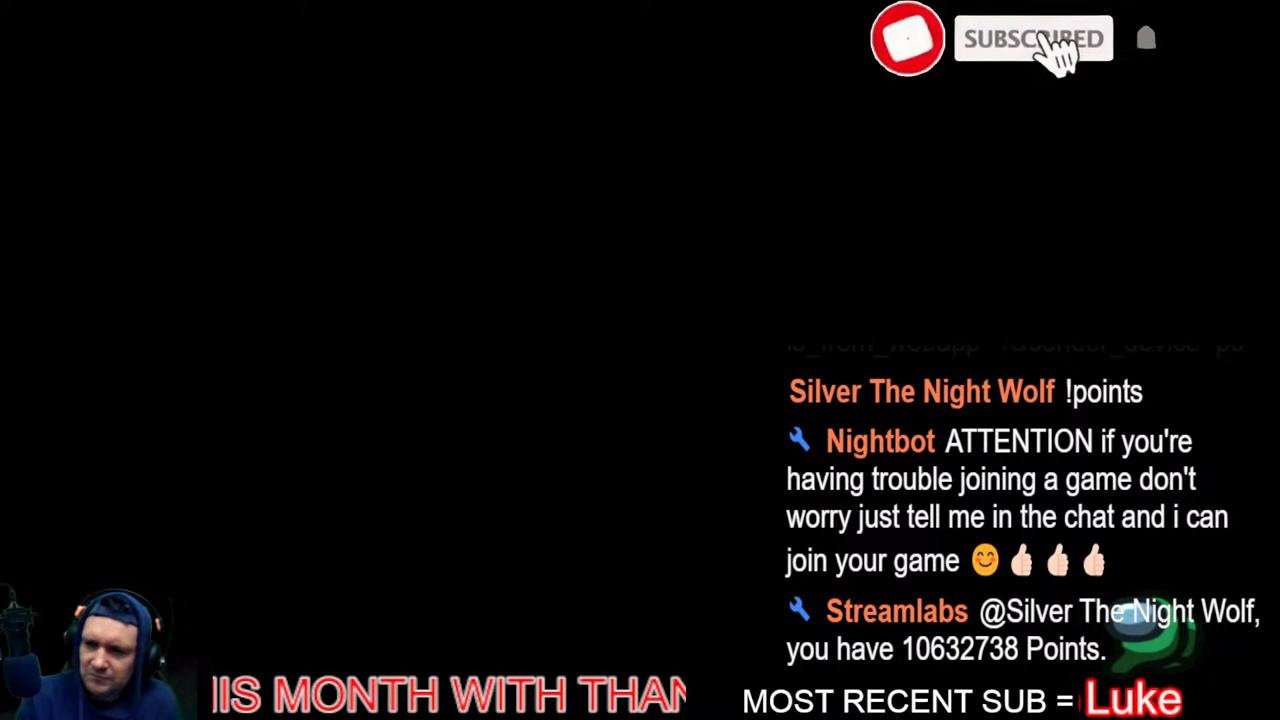 SUBSCRIBED
Silver The Night Wolf !points
Nightbot ATTENTION if you're
having trouble joining a game don't
worry just tell me in the chat and i can
join your game 😊👍🏻👍🏻👍🏻
Streamlabs @Silver The Night Wolf,
you have 10632738 Points.
IS MONTH WITH THAN
MOST RECENT SUB = Luke